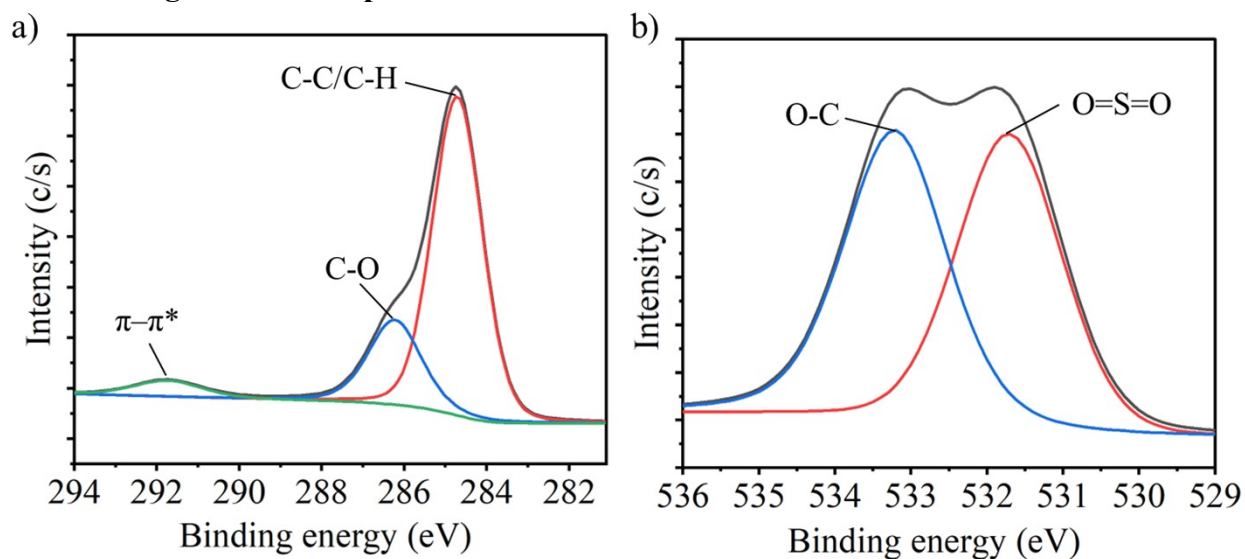 a)
C-C/C-H
C-O
π–π*
Intensity (c/s)
294 292 290 288 286 284 282
Binding energy (eV)
b)
O-C
O=S=O
Intensity (c/s)
536 535 534 533 532 531 530 529
Binding energy (eV)